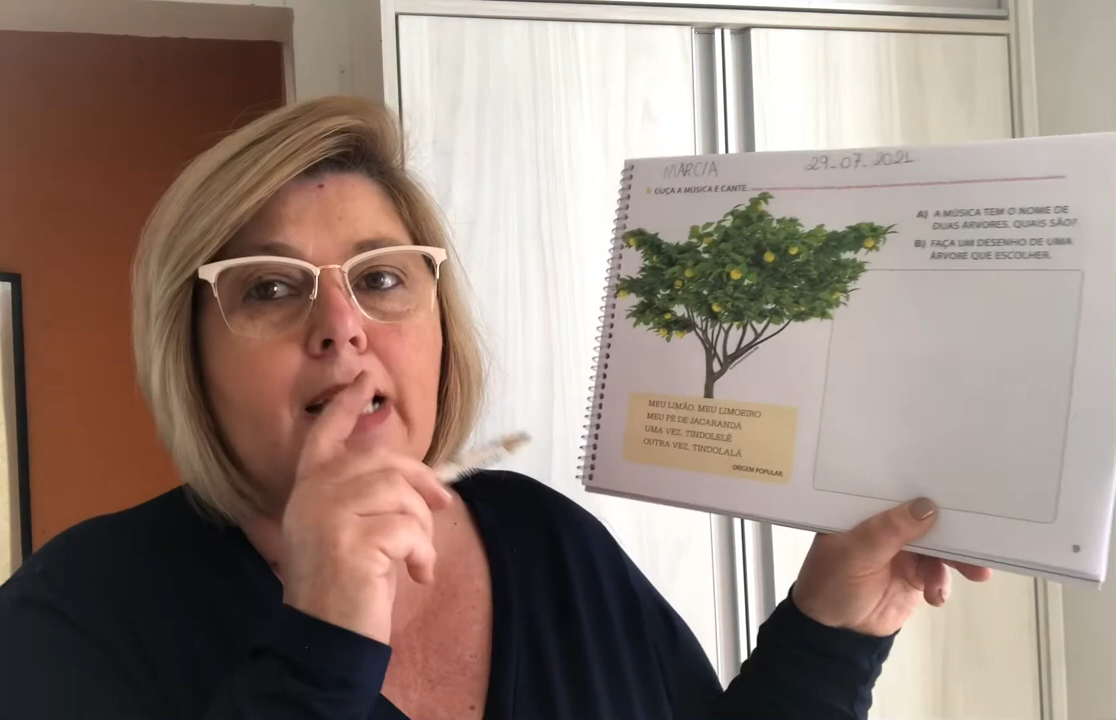 MARCIA 29-07-2021
9 OUÇA A MÚSICA E CANTE.
A) A MÚSICA TEM O NOME DE
DUAS ÁRVORES. QUAIS SÃO?
B) FAÇA UM DESENHO DE UMA
ÁRVORE QUE ESCOLHER.
MEU LIMÃO, MEU LIMOEIRO
MEU PÉ DE JACARANDÁ
UMA VEZ, TINDOLELÊ
OUTRA VEZ, TINDOLALÁ
ORIGEM POPULAR.
9